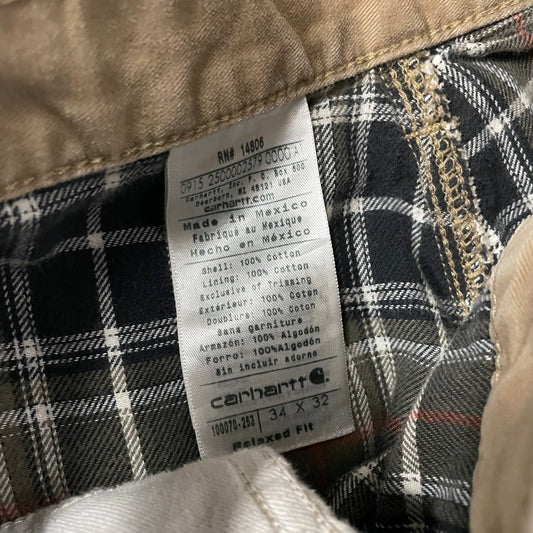 RN# 14806
0915 2500002579 0000 A
Carhartt, Inc. P. O. Box 600
Dearborn, MI 48121 USA
carhartt.com
Made in Mexico
Fabriqué au Mexique
Hecho en México
Shell: 100% Cotton
Lining: 100% Cotton
Exclusive of Trimming
Extérieur: 100% Coton
Doublure: 100% Coton
Sans garniture
Armazón: 100% Algodón
Forro: 100%Algodón
Sin incluir adorno
carhartt
100070-253 34 X 32
Relaxed Fit